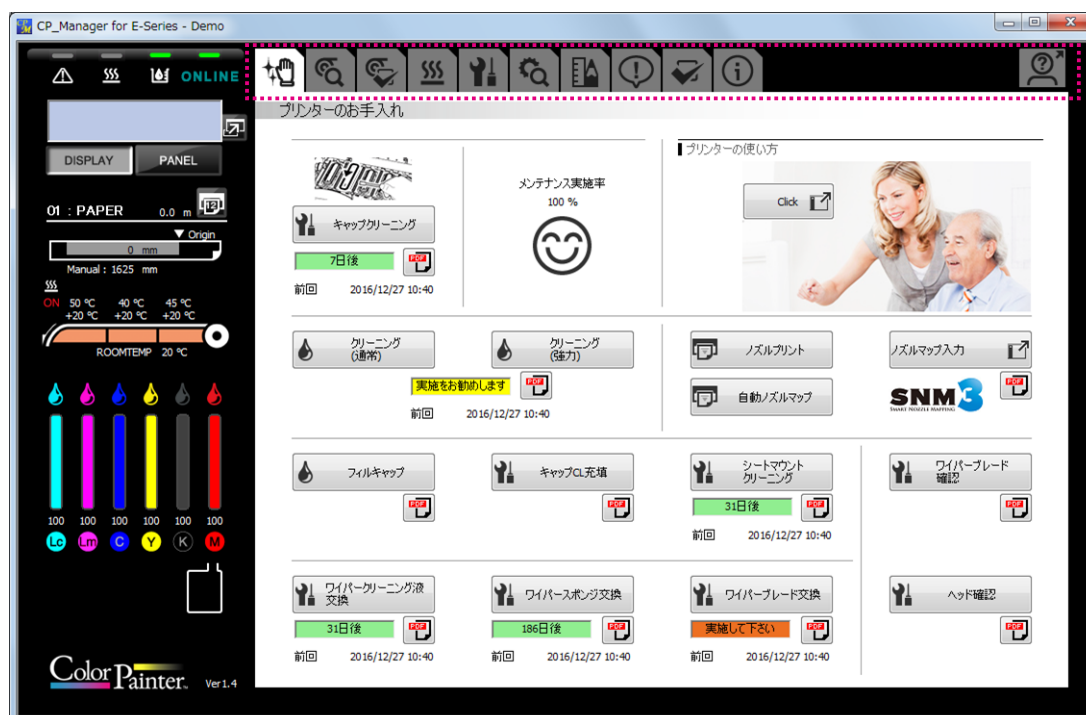 CP_Manager for E-Series - Demo
ONLINE
プリンターのお手入れ
DISPLAY
PANEL
01 : PAPER
0.0 m
12
Origin
0 mm
Manual : 1625 mm
ON
50 ℃ 40 ℃ 45 ℃
+20 ℃ +20 ℃ +20 ℃
ROOMTEMP 20 ℃
100 100 100 100 100 100
Lc Lm C Y K M
ColorPainter™ Ver1.4
キャップクリーニング
7日後
PDF
前回 2016/12/27 10:40
メンテナンス実施率
100 %
プリンターの使い方
Click
クリーニング
(通常)
クリーニング
(強力)
実施をお勧めします
PDF
前回 2016/12/27 10:40
ノズルプリント
ノズルマップ入力
自動ノズルマップ
SNM3
SMART NOZZLE MAPPING
PDF
フィルキャップ
PDF
キャップCL充填
PDF
シートマウント
クリーニング
31日後
PDF
前回 2016/12/27 10:40
ワイパーブレード
確認
PDF
ワイパークリーニング液
交換
31日後
PDF
前回 2016/12/27 10:40
ワイパースポンジ交換
186日後
PDF
前回 2016/12/27 10:40
ワイパーブレード交換
実施して下さい
PDF
前回 2016/12/27 10:40
ヘッド確認
PDF